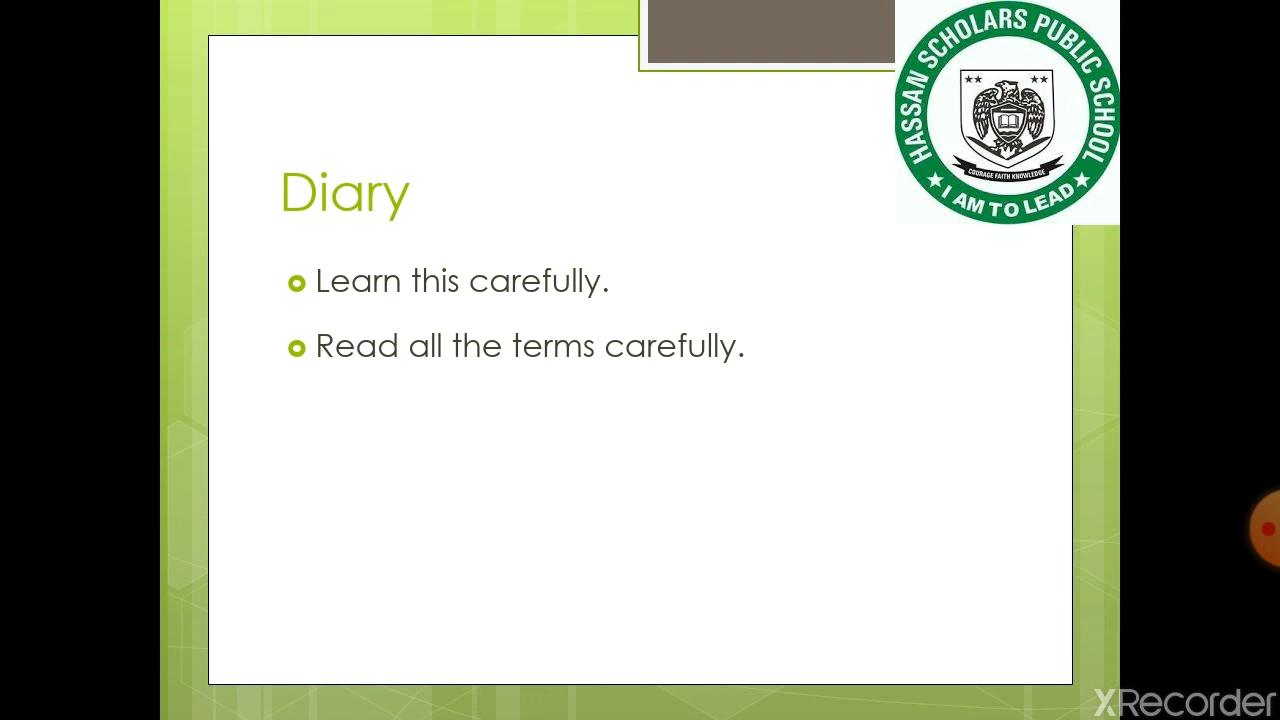 HASSAN SCHOLARS PUBLIC SCHOOL
COURAGE FAITH KNOWLEDGE
I AM TO LEAD
Diary
Learn this carefully.
Read all the terms carefully.
XRecorder